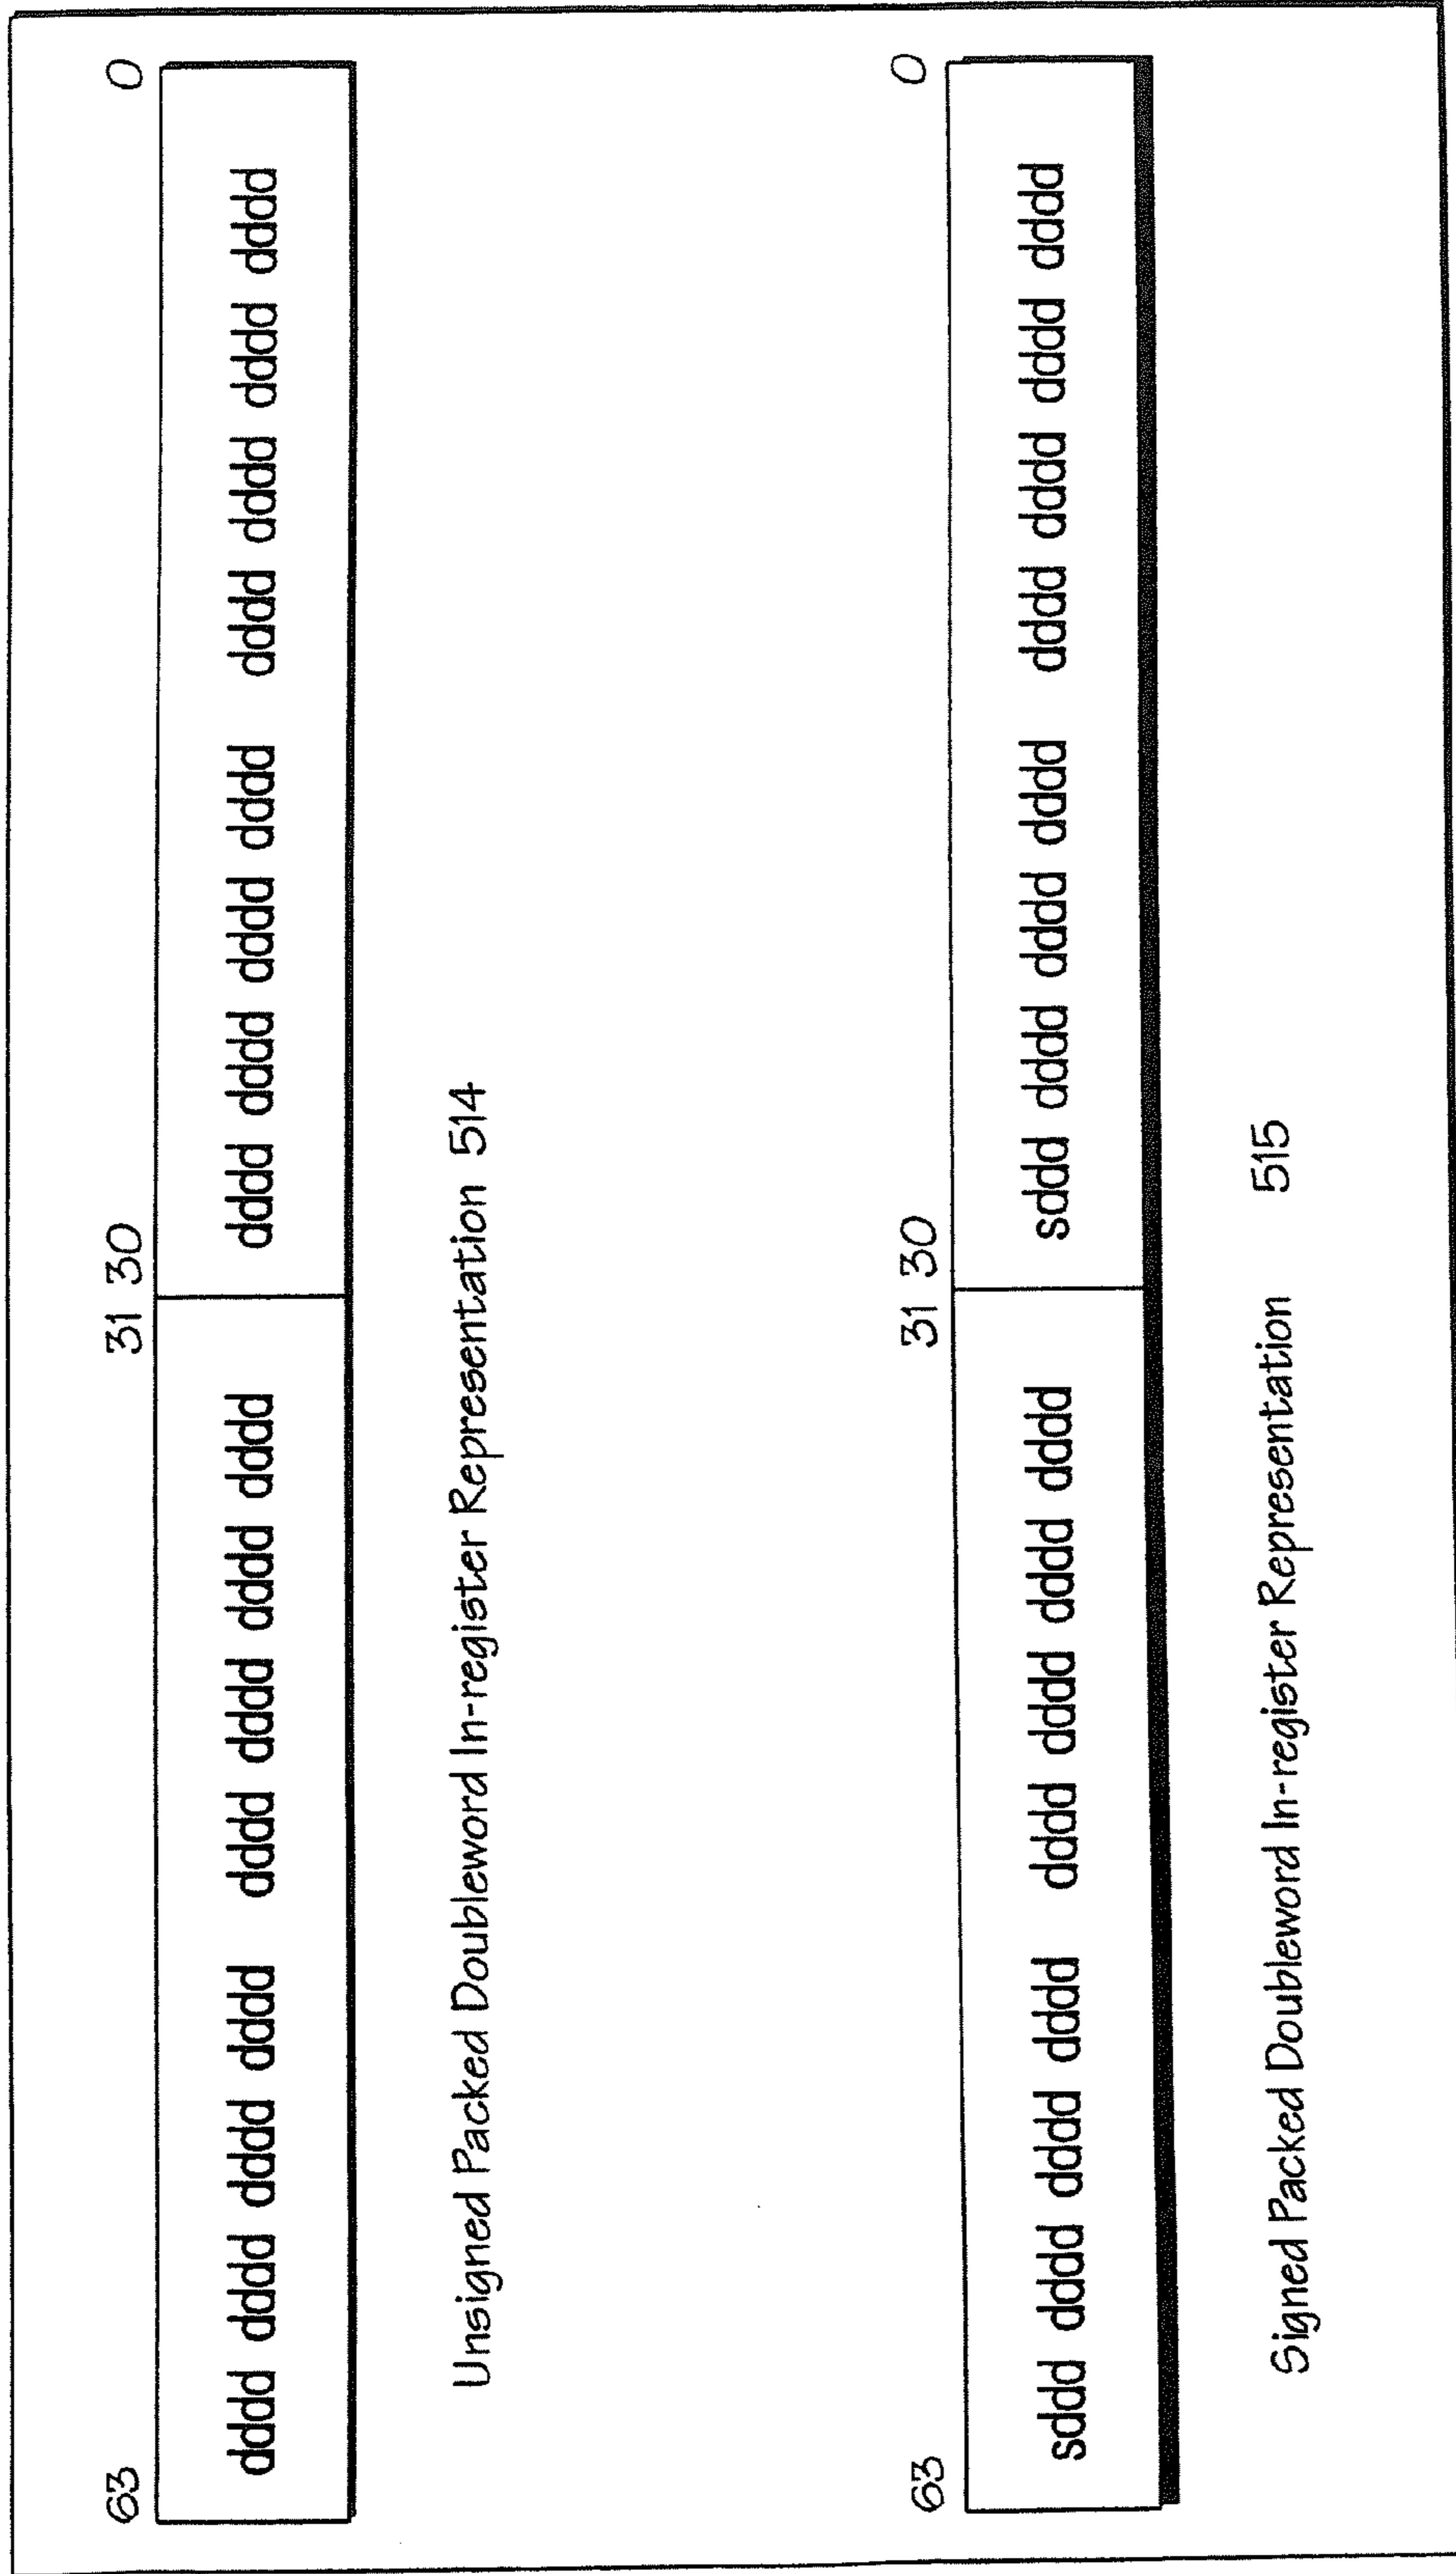 63 31 30 0
dddd dddd dddd dddd dddd dddd dddd dddd dddd dddd dddd dddd dddd dddd dddd dddd
Unsigned Packed Doubleword In-register Representation 514
63 31 30 0
sddd dddd dddd dddd dddd dddd dddd dddd sddd dddd dddd dddd dddd dddd dddd dddd
Signed Packed Doubleword In-register Representation 515